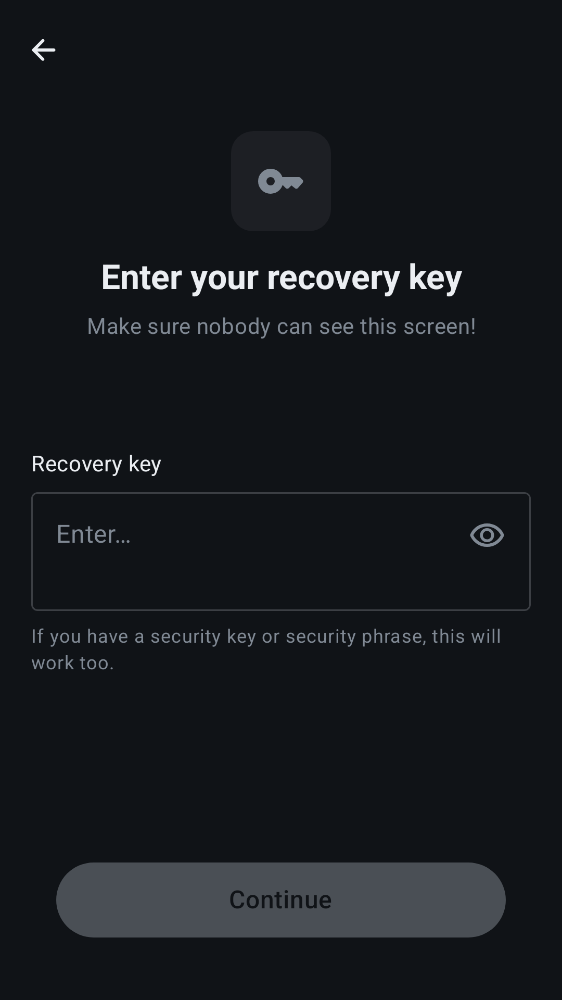 Enter your recovery key
Make sure nobody can see this screen!
Recovery key
Enter...
If you have a security key or security phrase, this will
work too.
Continue